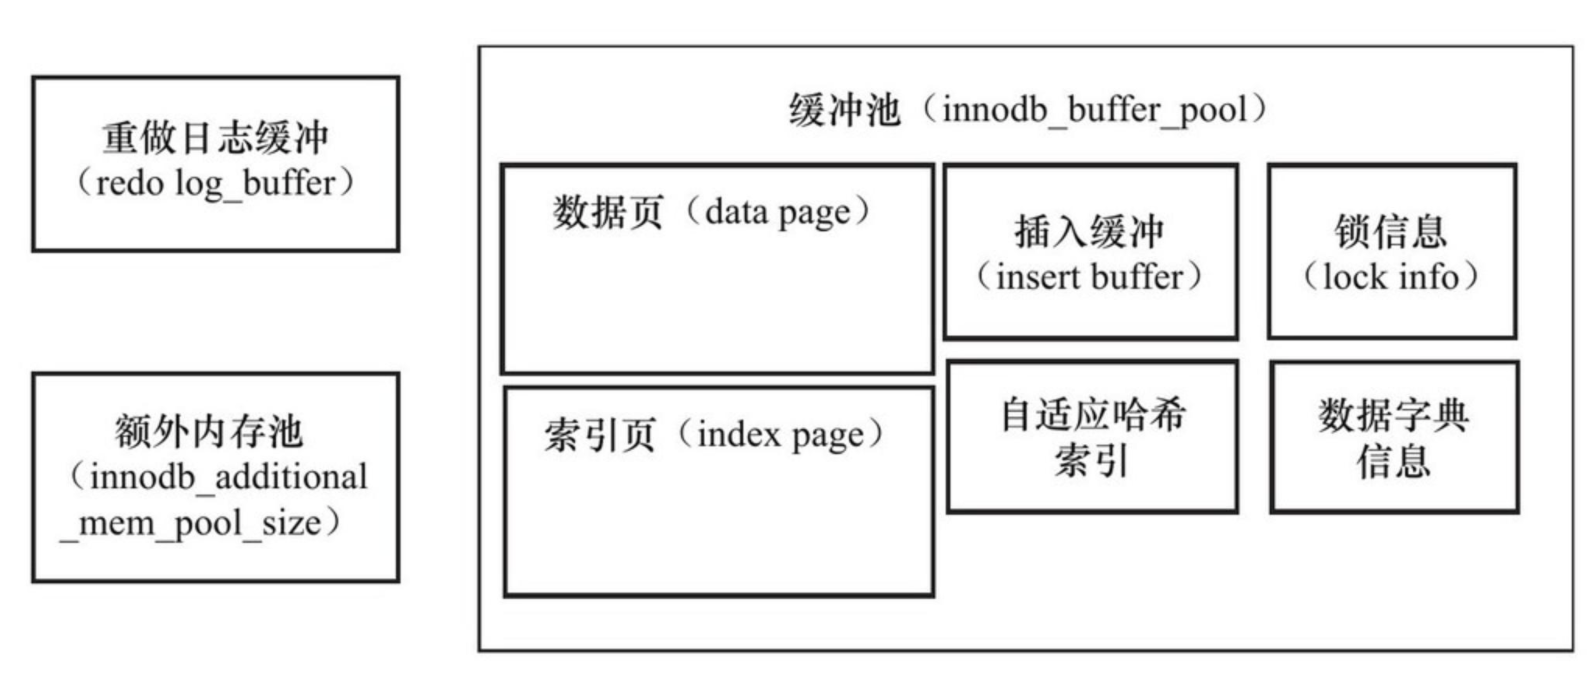 重做日志缓冲
（redo log_buffer）
额外内存池
（innodb_additional
_mem_pool_size）
缓冲池（innodb_buffer_pool）
数据页（data page）
插入缓冲
（insert buffer）
锁信息
（lock info）
索引页（index page）
自适应哈希
索引
数据字典
信息